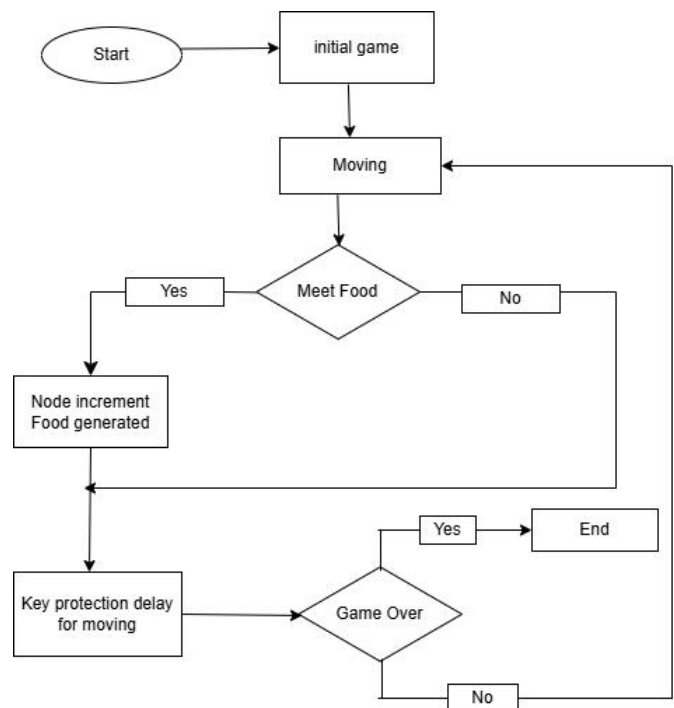 Start
initial game
Moving
Meet Food
Yes
No
Node increment
Food generated
Yes
End
Key protection delay
for moving
Game Over
No